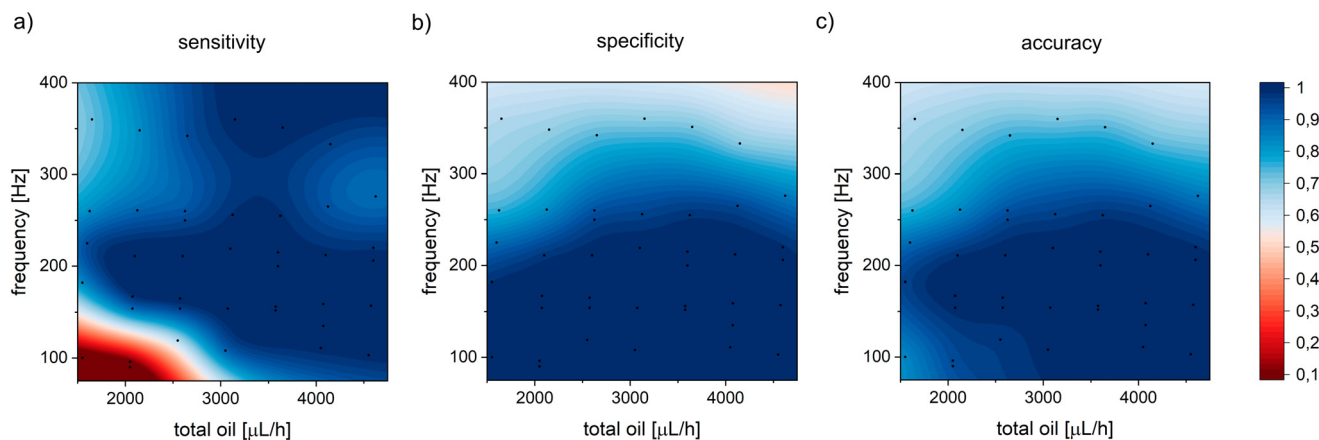 a)
sensitivity
b)
specificity
c)
accuracy
frequency [Hz]
400
300
200
100
2000
3000
4000
total oil [µL/h]
frequency [Hz]
400
300
200
100
2000
3000
4000
total oil [µL/h]
frequency [Hz]
400
300
200
100
2000
3000
4000
total oil [µL/h]
1
0,9
0,8
0,7
0,6
0,5
0,4
0,3
0,2
0,1